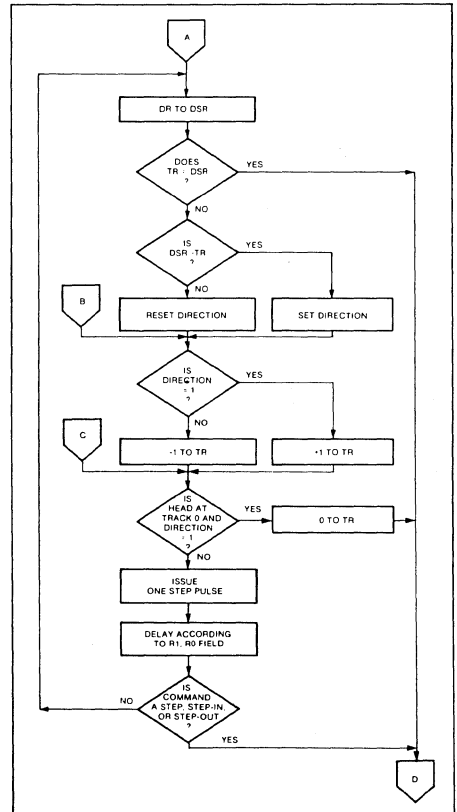 A
DR TO DSR
DOES
TR = DSR
?
YES
NO
IS
DSR >TR
?
YES
NO
B
RESET DIRECTION
SET DIRECTION
IS
DIRECTION
= 1
?
YES
NO
C
-1 TO TR
+1 TO TR
IS
HEAD AT
TRACK 0 AND
DIRECTION
= 1
?
YES
0 TO TR
NO
ISSUE
ONE STEP PULSE
DELAY ACCORDING
TO R1, R0 FIELD
IS
COMMAND
A STEP, STEP-IN,
OR STEP-OUT
?
NO
YES
D